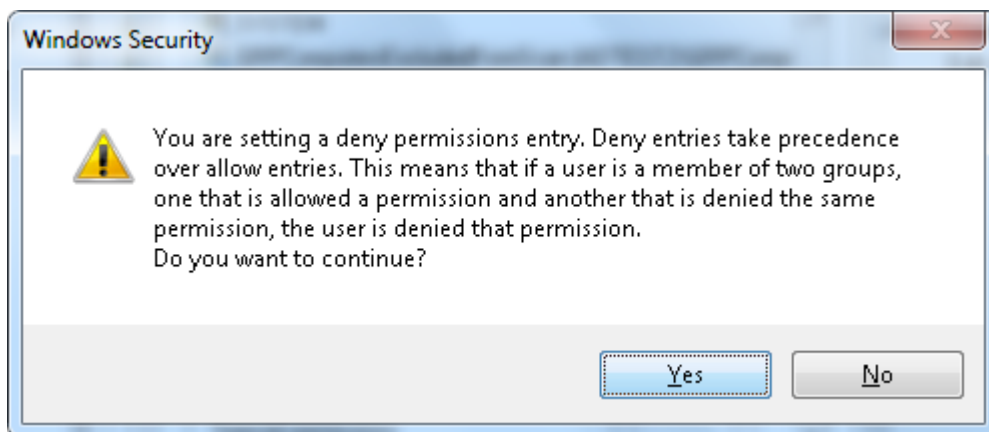 Windows Security
You are setting a deny permissions entry. Deny entries take precedence
over allow entries. This means that if a user is a member of two groups,
one that is allowed a permission and another that is denied the same
permission, the user is denied that permission.
Do you want to continue?
Yes
No